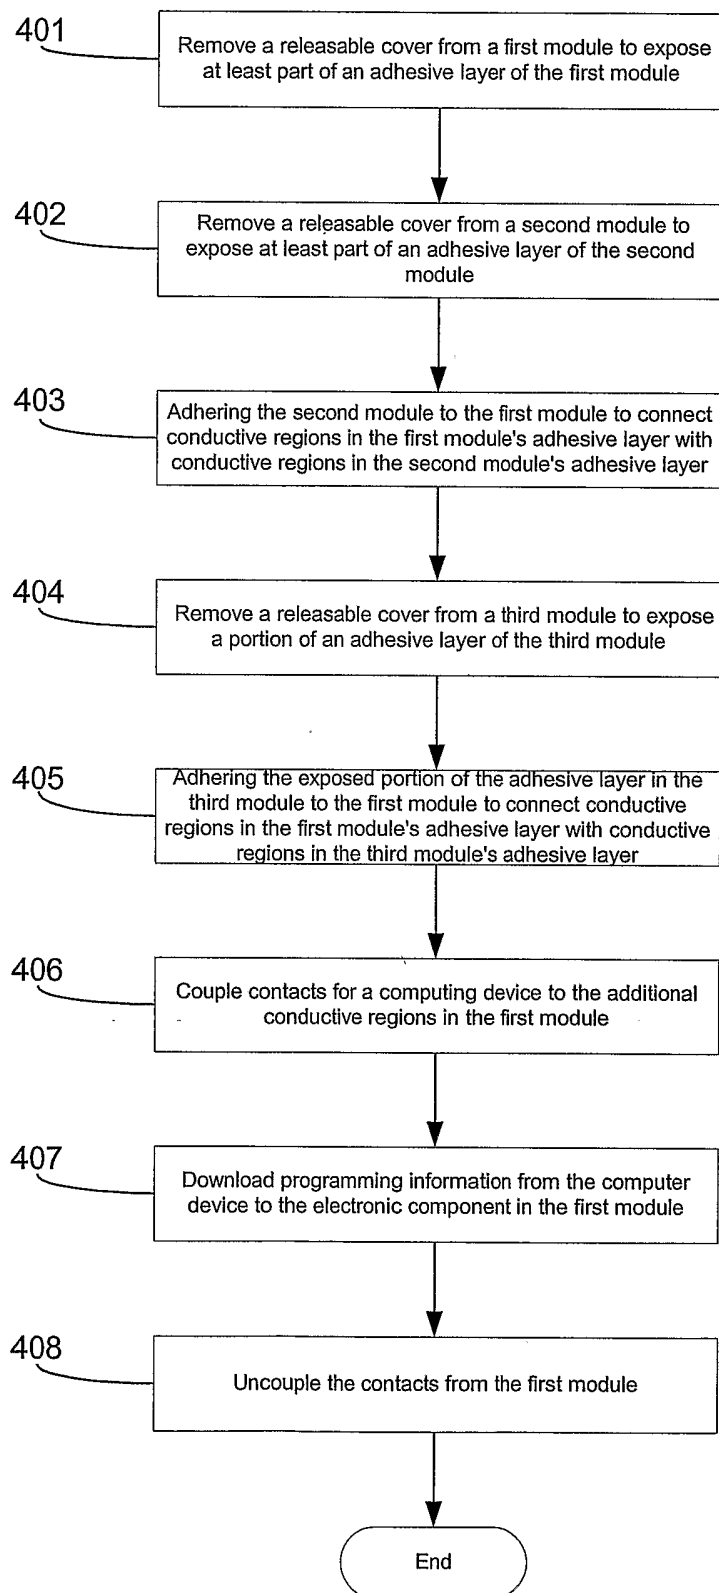 401
Remove a releasable cover from a first module to expose
at least part of an adhesive layer of the first module
402
Remove a releasable cover from a second module to
expose at least part of an adhesive layer of the second
module
403
Adhering the second module to the first module to connect
conductive regions in the first module's adhesive layer with
conductive regions in the second module's adhesive layer
404
Remove a releasable cover from a third module to expose
a portion of an adhesive layer of the third module
405
Adhering the exposed portion of the adhesive layer in the
third module to the first module to connect conductive
regions in the first module's adhesive layer with conductive
regions in the third module's adhesive layer
406
Couple contacts for a computing device to the additional
conductive regions in the first module
407
Download programming information from the computer
device to the electronic component in the first module
408
Uncouple the contacts from the first module
End